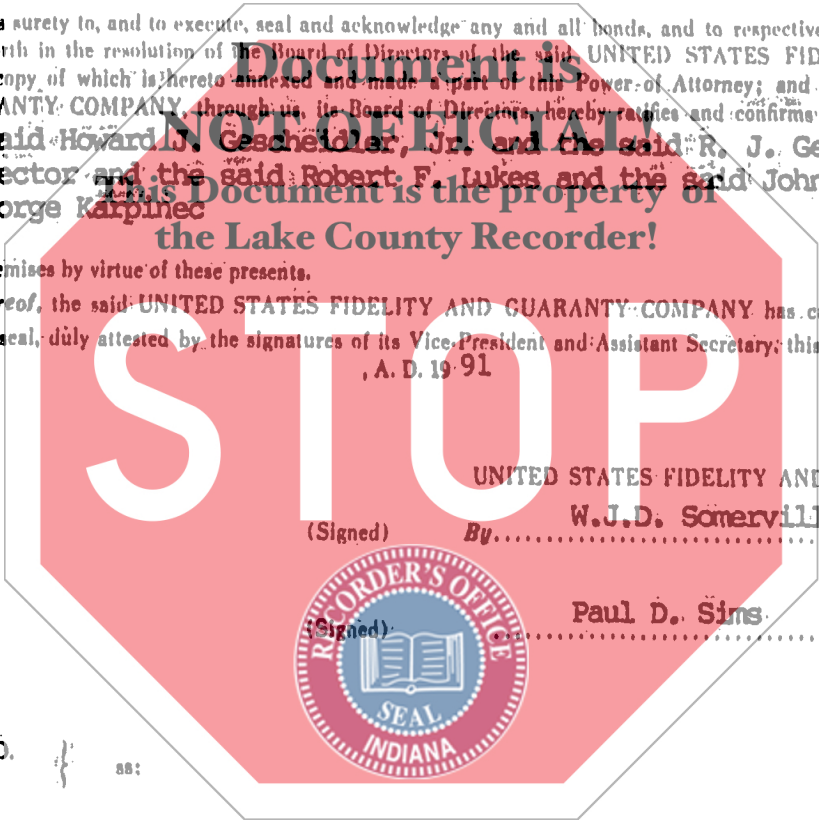 surety to, and to execute, seal and acknowledge any and all bonds, and to respective
rth in the resolution of the Board of Directors of the said UNITED STATES FID
opy of which is hereto annexed and made a part of this Power of Attorney; and
ANTY COMPANY, through us, its Board of Directors, hereby ratifies and confirms
aid Howard J. Gescheidler, Jr. and the said R. J. Ge
ector and the said Robert F. Lukes and the said John
orge Karpinec
Document is
NOT OFFICIAL!
This Document is the property of
the Lake County Recorder!
emises by virtue of these presents.
reof, the said UNITED STATES FIDELITY AND GUARANTY COMPANY has c
seal, duly attested by the signatures of its Vice-President and Assistant Secretary, this
, A. D. 19 91
STOP
UNITED STATES FIDELITY AND
(Signed) By W.J.D. Somervill
(Signed) Paul D. Sims
RECORDER'S OFFICE
SEAL
INDIANA
ss: